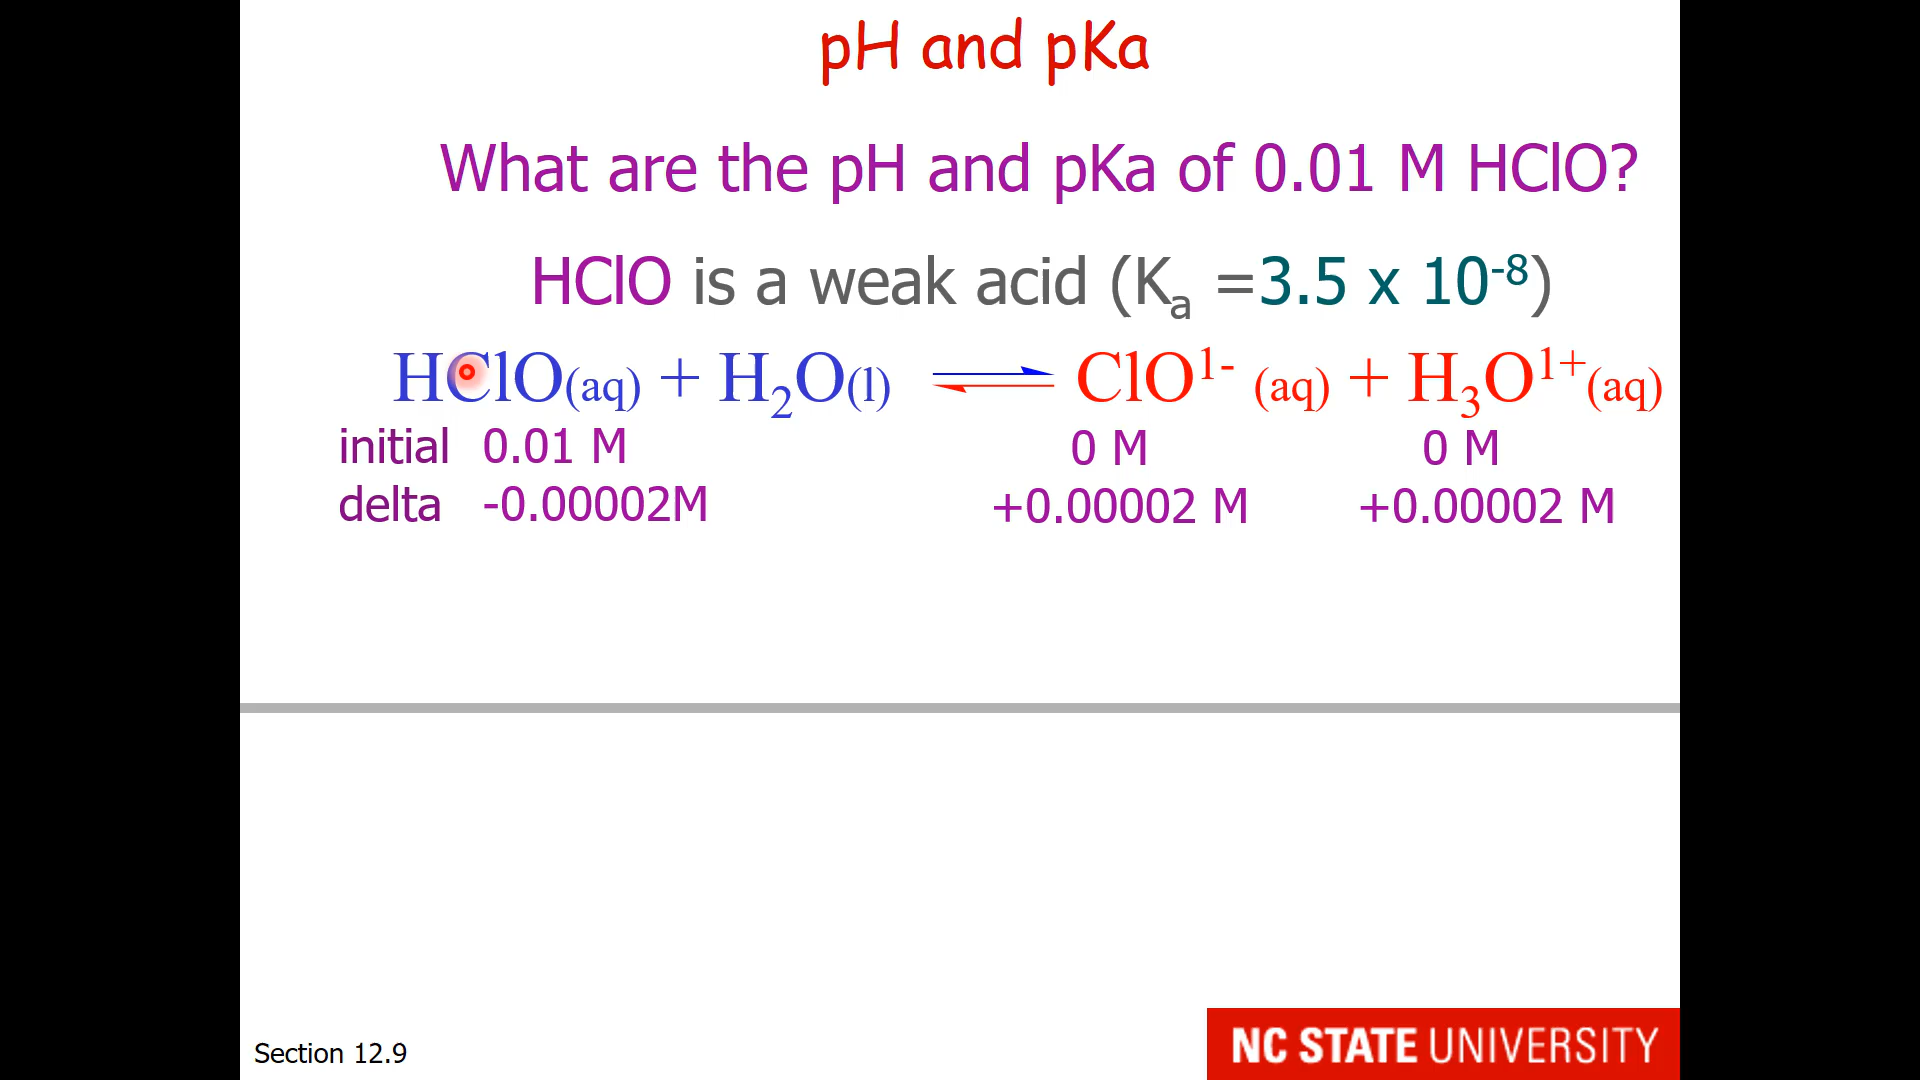 pH and pKa
What are the pH and pKa of 0.01 M HClO?
HClO is a weak acid (Kₐ =3.5 x 10⁻⁸)
HClO(aq) + H₂O(l) ⇌ ClO¹⁻ (aq) + H₃O¹⁺(aq)
initial 0.01 M 0 M 0 M
delta -0.00002M +0.00002 M +0.00002 M
Section 12.9
NC STATE UNIVERSITY